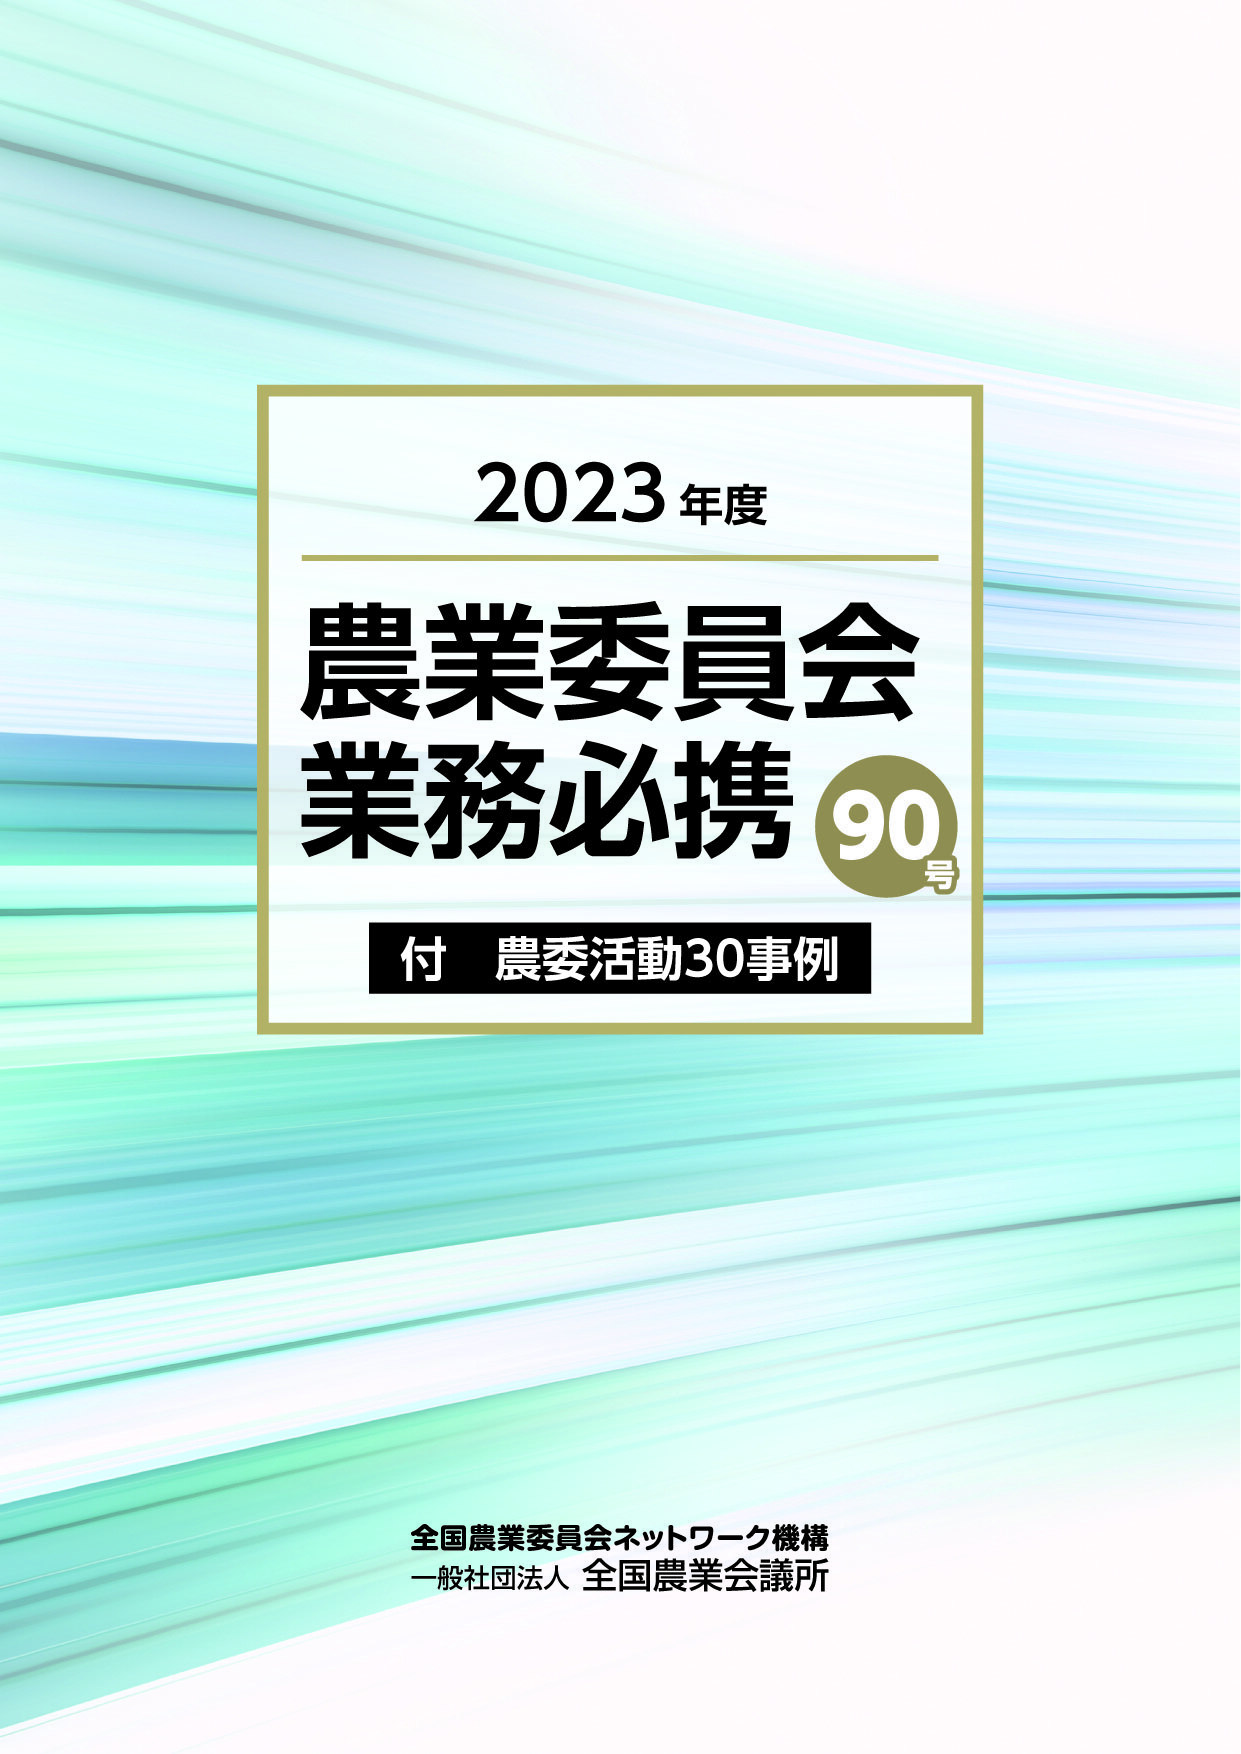 2023年度
農業委員会
業務必携
90号
付　農委活動30事例
全国農業委員会ネットワーク機構
一般社団法人 全国農業会議所